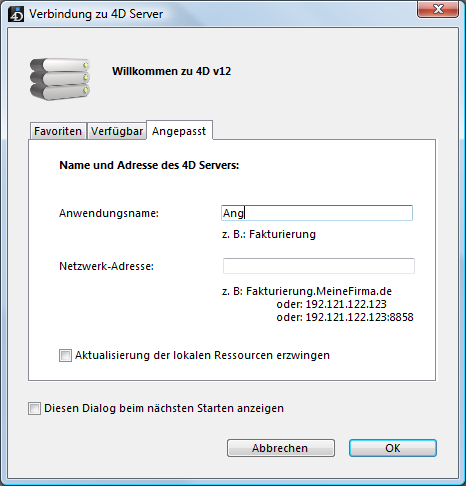 Verbindung zu 4D Server
Willkommen zu 4D v12
Favoriten Verfügbar Angepasst
Name und Adresse des 4D Servers:
Anwendungsname: Ang
z. B.: Fakturierung
Netzwerk-Adresse:
z. B: Fakturierung.MeineFirma.de
oder: 192.121.122.123
oder: 192.121.122.123:8858
Aktualisierung der lokalen Ressourcen erzwingen
Diesen Dialog beim nächsten Starten anzeigen
Abbrechen OK